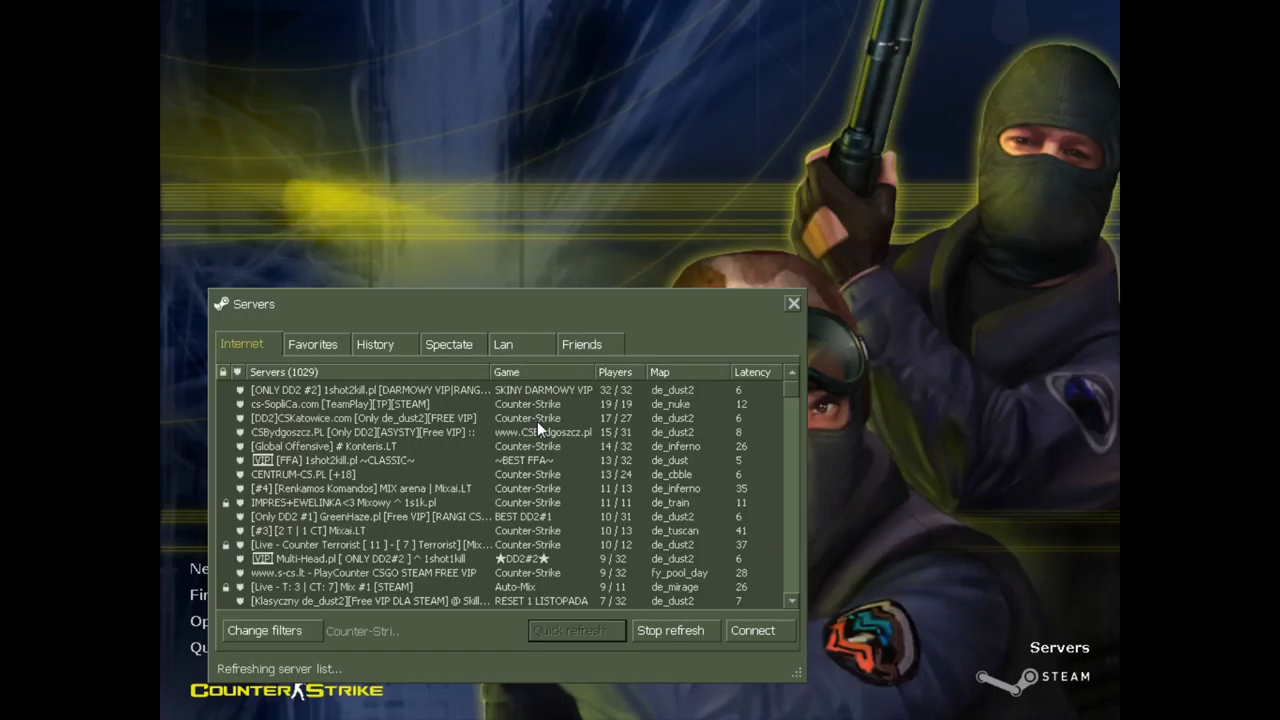 Servers
Internet Favorites History Spectate Lan Friends
Servers (1029) Game Players Map Latency
[ONLY DD2 #2] 1shot2kill.pl [DARMOWY VIP|RANG... SKINY DARMOWY VIP 32 / 32 de_dust2 6
cs-SopliCa.com [TeamPlay][TP][STEAM] Counter-Strike 19 / 19 de_nuke 12
[DD2]CSKatowice.com [Only de_dust2][FREE VIP] Counter-Strike 17 / 27 de_dust2 6
CSBydgoszcz.PL [Only DD2][ASYSTY][Free VIP] :: www.CSBydgoszcz.pl 15 / 31 de_dust2 8
[Global Offensive] # Konteris.LT Counter-Strike 14 / 32 de_inferno 26
VIP [FFA] 1shot2kill.pl ~CLASSIC~ ~BEST FFA~ 13 / 32 de_dust 5
CENTRUM-CS.PL [+18] Counter-Strike 13 / 24 de_cbble 6
[#4] [Renkamos Komandos] MIX arena | Mixai.LT Counter-Strike 11 / 13 de_inferno 35
IMPRES+EWELINKA<3 Mixowy ^ 1s1k.pl Counter-Strike 11 / 11 de_train 11
[Only DD2 #1] GreenHaze.pl [Free VIP] [RANGI CS... BEST DD2#1 10 / 31 de_dust2 6
[#3] [2 T | 1 CT] Mixai.LT Counter-Strike 10 / 13 de_tuscan 41
[Live - Counter Terrorist [ 11 ] - [ 7 ] Terrorist] [Mix... Counter-Strike 10 / 12 de_dust2 37
VIP Multi-Head.pl [ ONLY DD2#2 ] ^ 1shot1kill ★DD2#2★ 9 / 32 de_dust2 6
www.s-cs.lt - PlayCounter CSGO STEAM FREE VIP Counter-Strike 9 / 32 fy_pool_day 28
[Live - T: 3 | CT: 7] Mix #1 [STEAM] Auto-Mix 9 / 11 de_mirage 26
[Klasyczny de_dust2][Free VIP DLA STEAM] @ Skill... RESET 1 LISTOPADA 7 / 32 de_dust2 7
Change filters Counter-Stri.. Quick refresh Stop refresh Connect
Refreshing server list...
Ne
Fin
Op
Qu
COUNTER STRIKE
Servers
STEAM